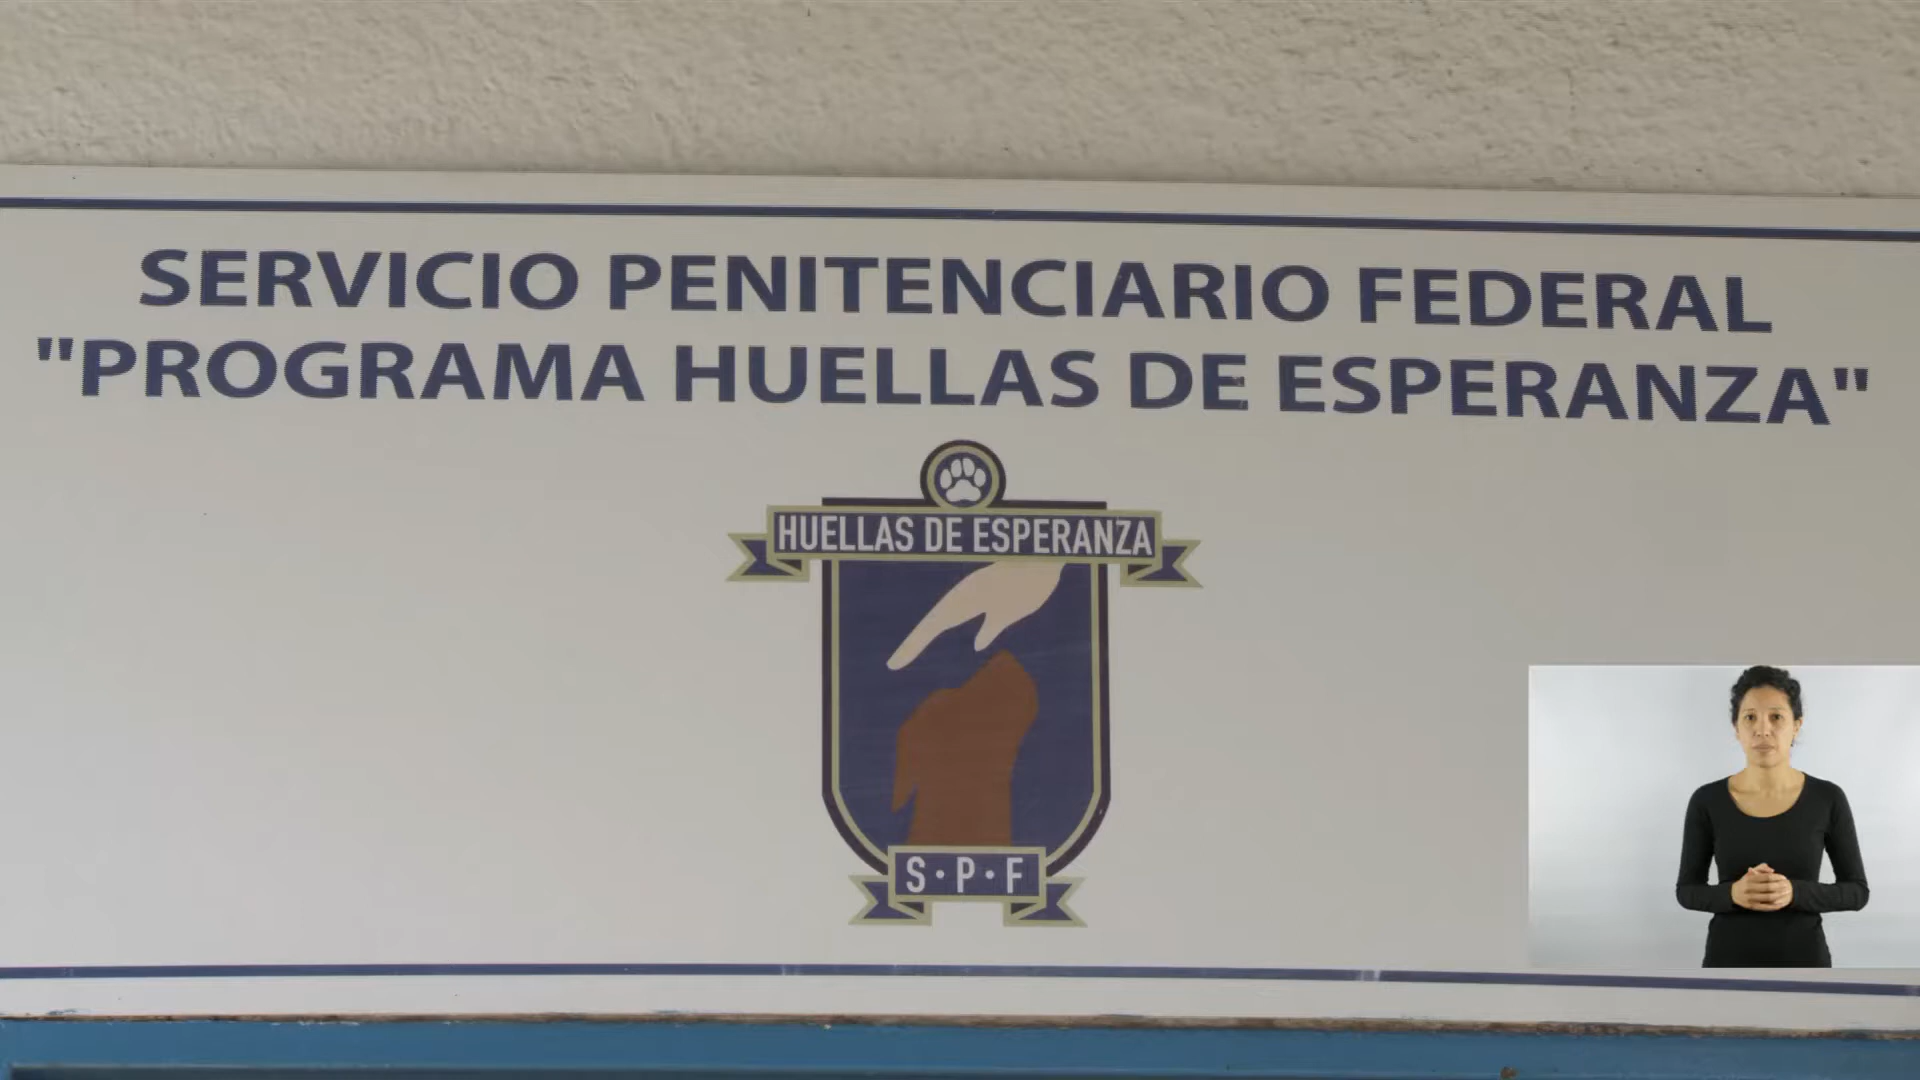 SERVICIO PENITENCIARIO FEDERAL
"PROGRAMA HUELLAS DE ESPERANZA"
HUELLAS DE ESPERANZA
S·P·F